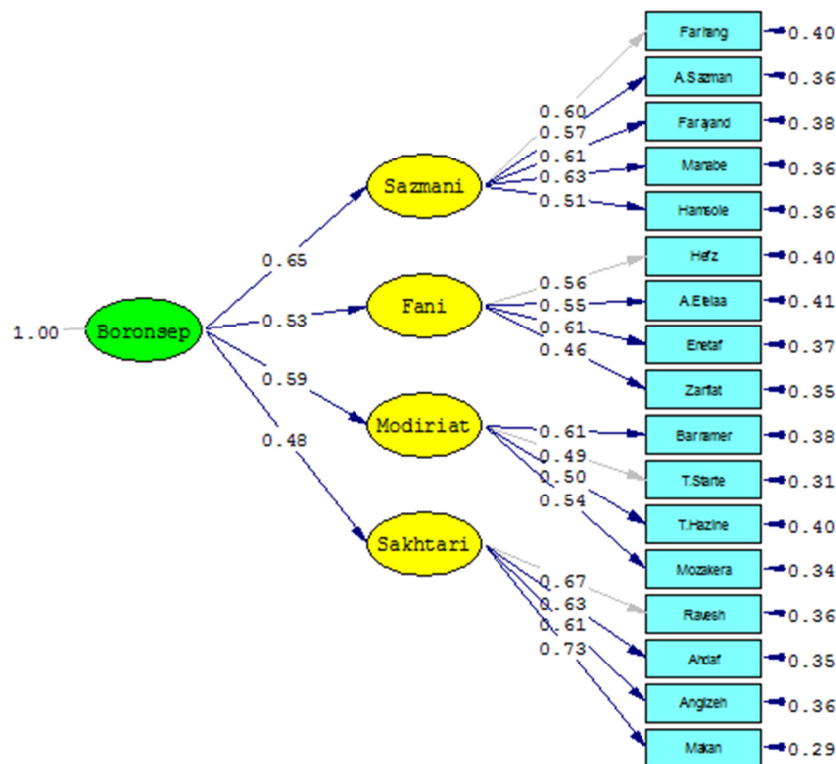 Farhang
0.40
A.Sazman
0.36
0.60
0.57
Farayand
0.38
0.61
Manabe
0.36
Sazmani
0.63
0.51
Hamsole
0.36
Hefz
0.40
0.65
0.56
A.Etelaa
0.41
Fani
0.55
0.53
0.61
1.00
Boronsep
Enetaf
0.37
0.46
0.59
Zarfiat
0.35
Modiriat
0.61
Barramer
0.38
0.48
0.49
0.50
T.Starte
0.31
0.54
T.Hazine
0.40
Sakhtari
Mozakera
0.34
0.67
0.63
Ravesh
0.36
0.61
0.73
Ahdaf
0.35
Angizeh
0.36
Makan
0.29